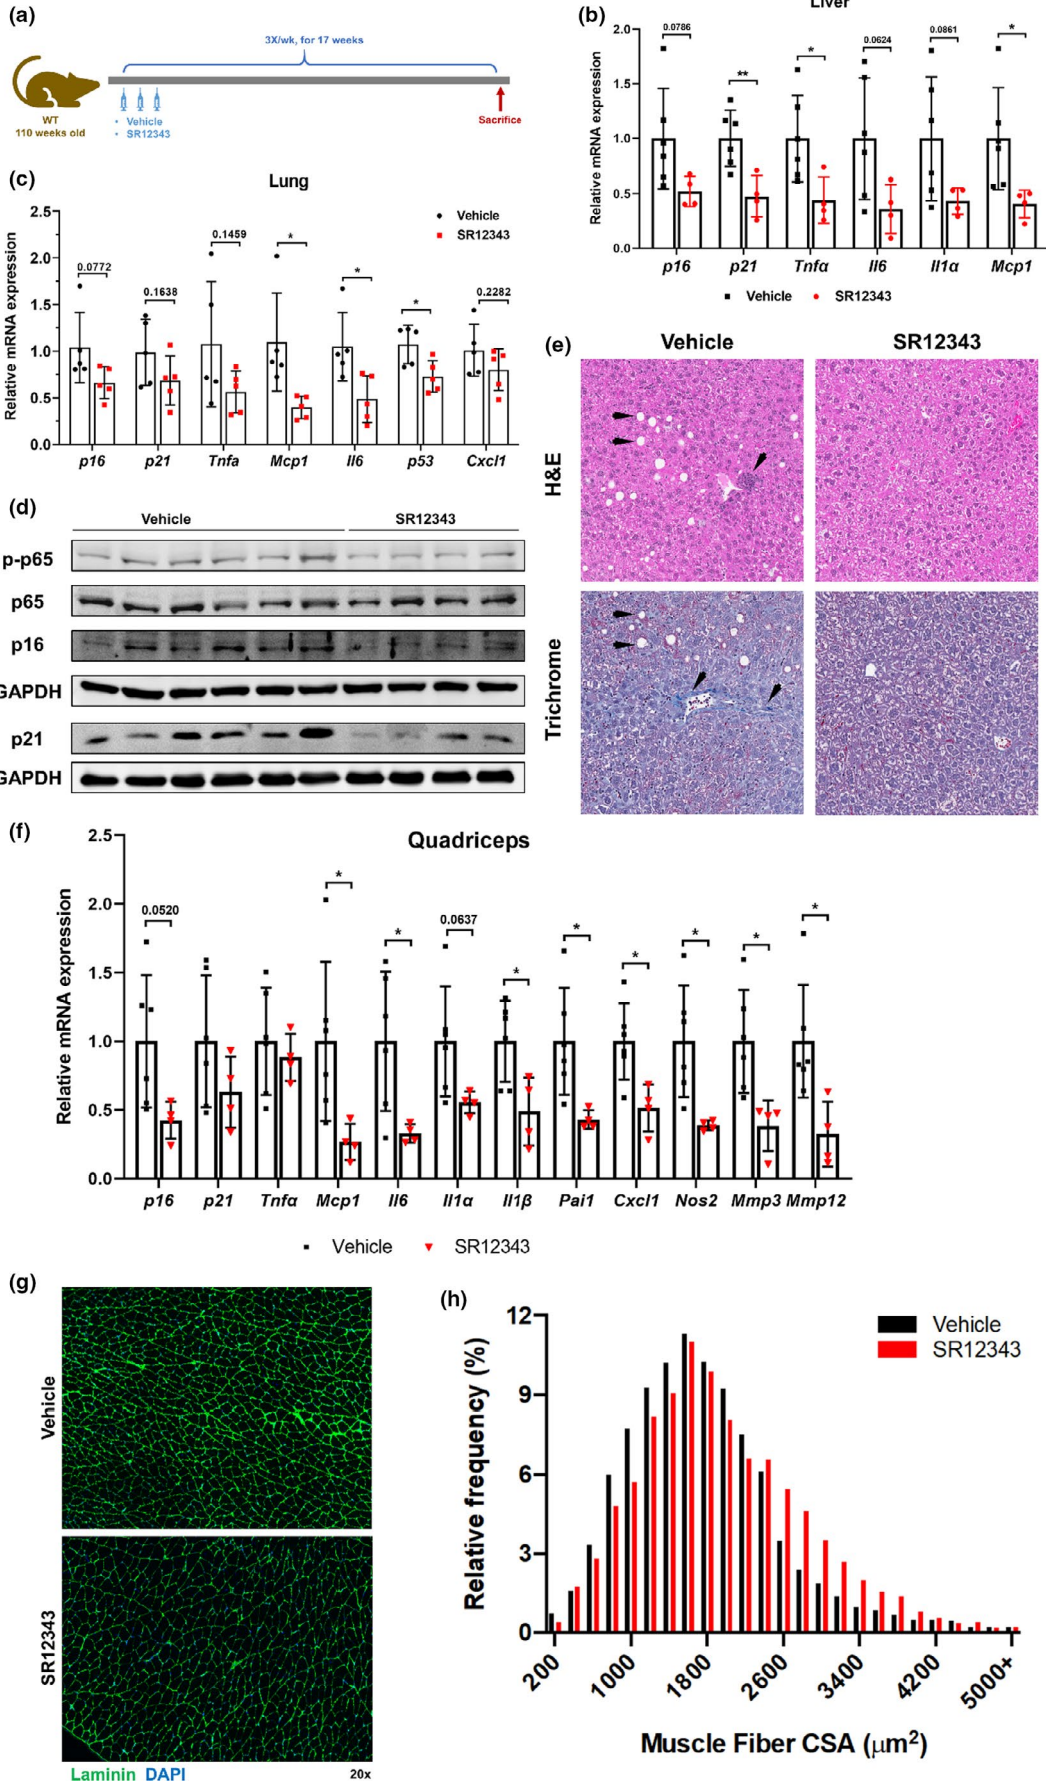 (a)
3X/wk, for 17 weeks
WT
110 weeks old
• Vehicle
• SR12343
Sacrifice
(b)
Liver
Relative mRNA expression
2.0
1.5
1.0
0.5
0.0
0.0786
**
*
0.0624
0.0861
*
p16 p21 Tnfα Il6 Il1α Mcp1
Vehicle SR12343
(c)
Lung
Relative mRNA expression
2.5
2.0
1.5
1.0
0.5
0.0
Vehicle
SR12343
0.0772
0.1638
0.1459
*
*
*
0.2282
p16 p21 Tnfa Mcp1 Il6 p53 Cxcl1
(d)
Vehicle SR12343
p-p65
p65
p16
GAPDH
p21
GAPDH
(e)
Vehicle SR12343
H&E
Trichrome
(f)
Quadriceps
Relative mRNA expression
2.5
2.0
1.5
1.0
0.5
0.0
0.0520
*
*
0.0637
*
*
*
*
*
*
p16 p21 Tnfα Mcp1 Il6 Il1α Il1β Pai1 Cxcl1 Nos2 Mmp3 Mmp12
Vehicle SR12343
(g)
Vehicle
SR12343
Laminin DAPI 20x
(h)
Relative frequency (%)
12
9
6
3
0
Vehicle
SR12343
200 1000 1800 2600 3400 4200 5000+
Muscle Fiber CSA (μm²)